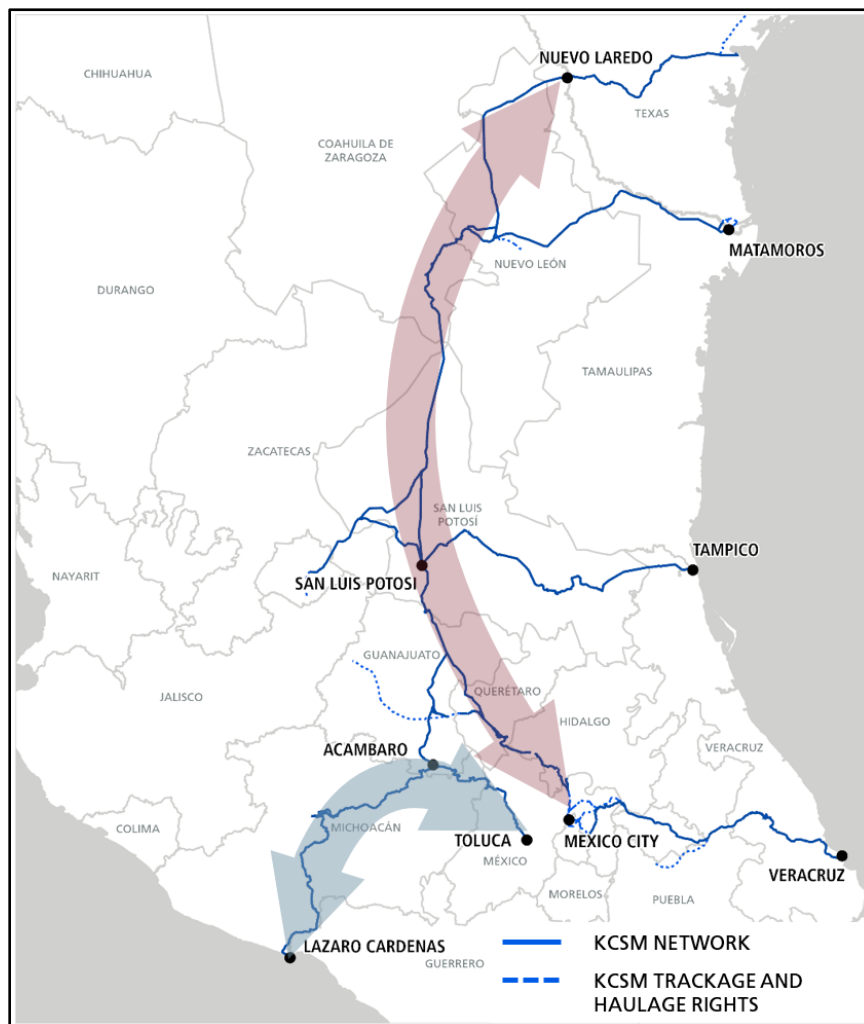 NUEVO LAREDO
CHIHUAHUA
TEXAS
COAHUILA DE
ZARAGOZA
MATAMOROS
NUEVO LEÓN
DURANGO
TAMAULIPAS
ZACATECAS
SAN LUIS
POTOSÍ
TAMPICO
NAYARIT
SAN LUIS POTOSI
GUANAJUATO
QUERÉTARO
JALISCO
HIDALGO
ACAMBARO
VERACRUZ
COLIMA
MICHOACÁN
TOLUCA
MEXICO CITY
MÉXICO
VERACRUZ
MORELOS
PUEBLA
LAZARO CARDENAS
GUERRERO
KCSM NETWORK
KCSM TRACKAGE AND
HAULAGE RIGHTS